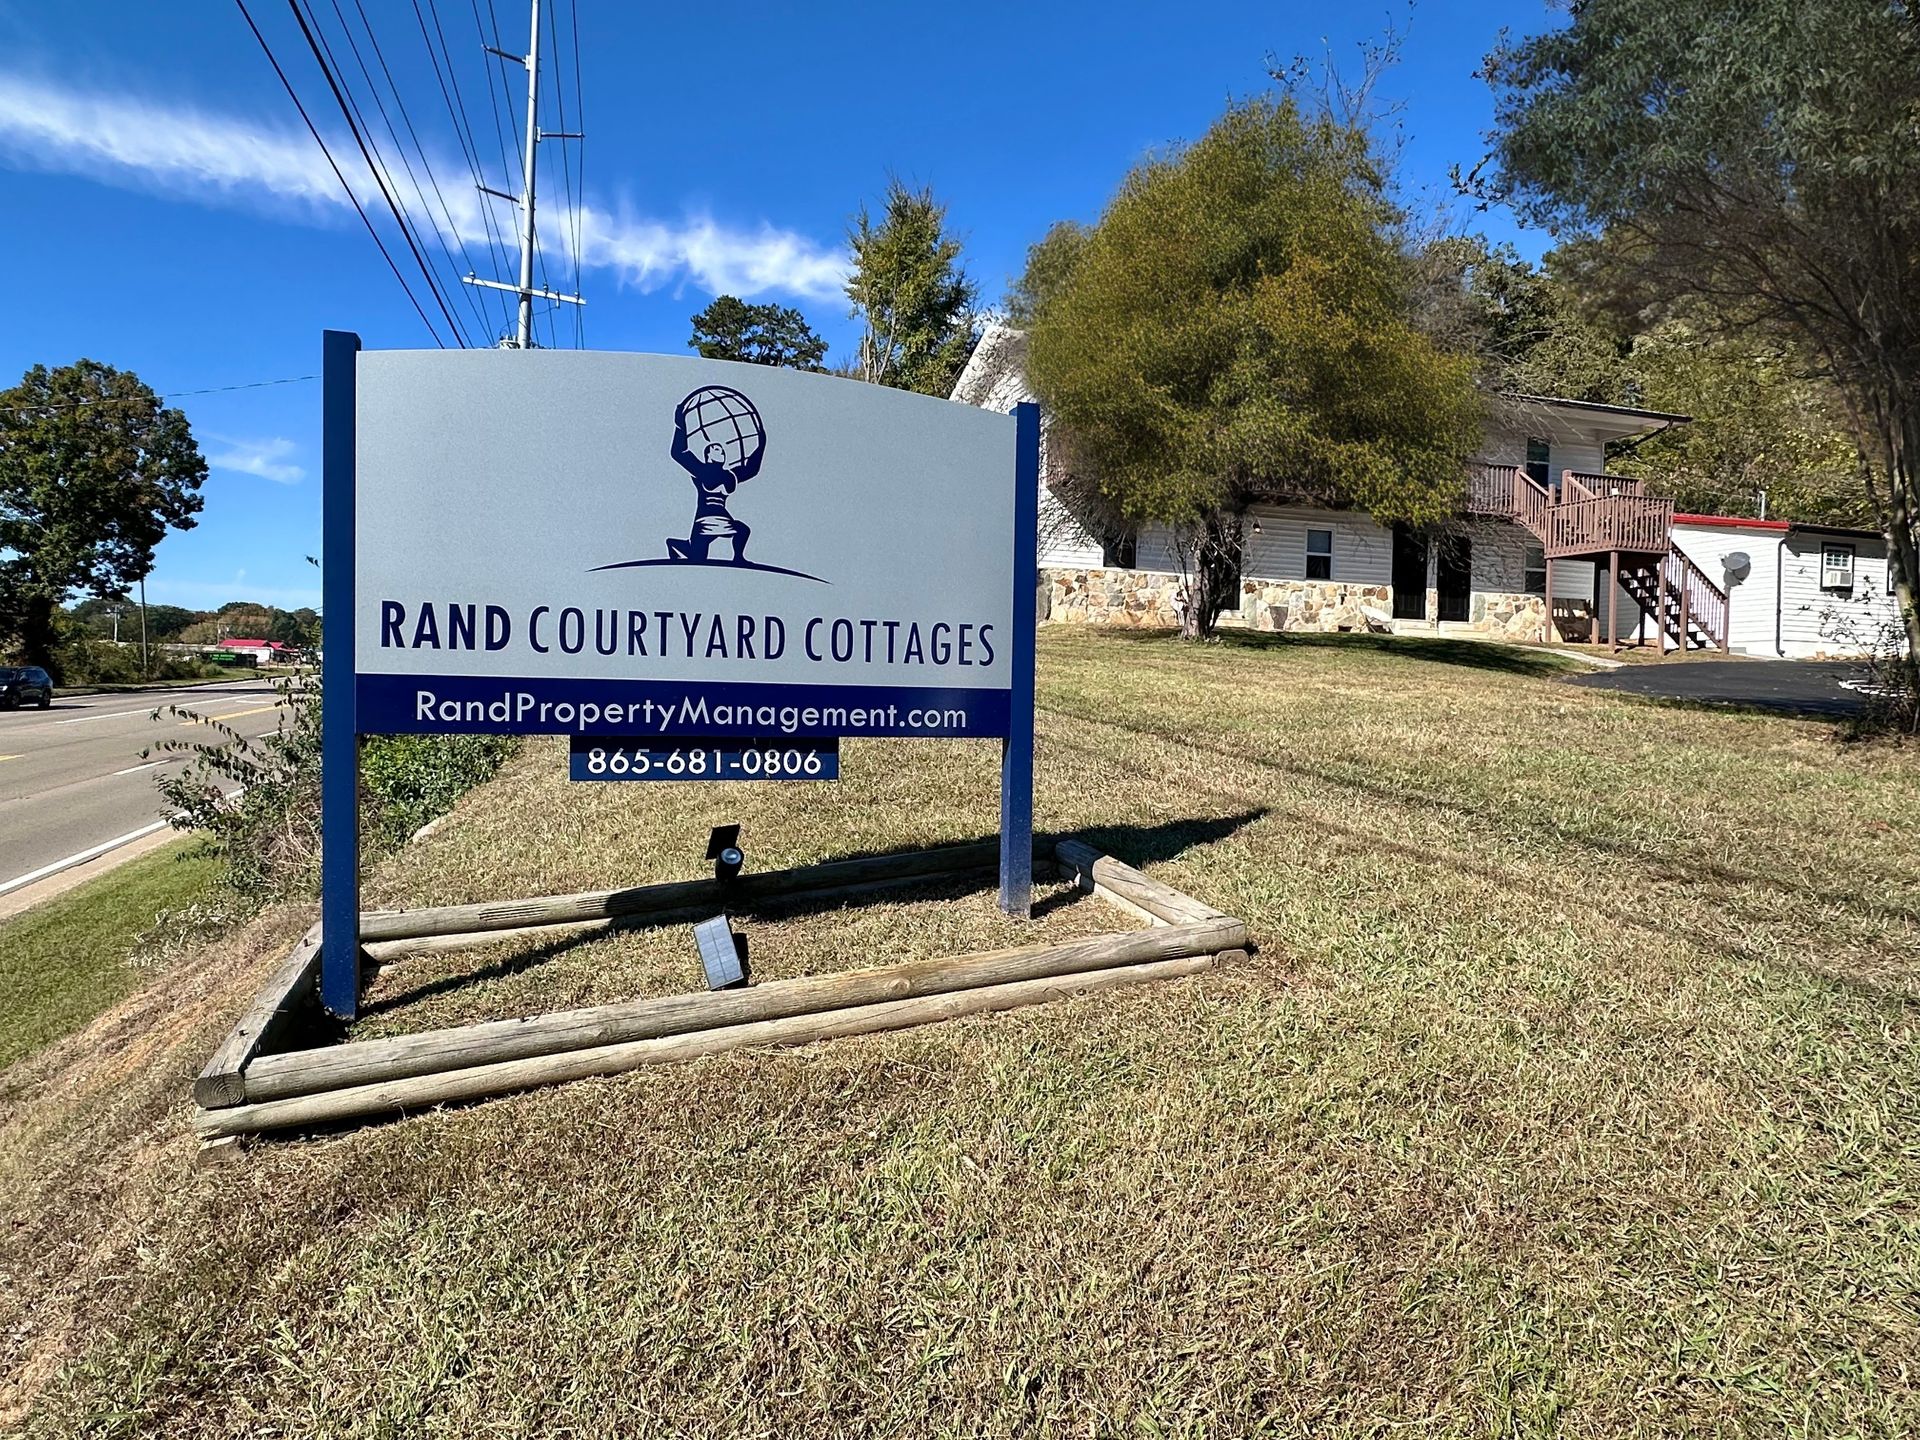 RAND COURTYARD COTTAGES
RandPropertyManagement.com
865-681-0806